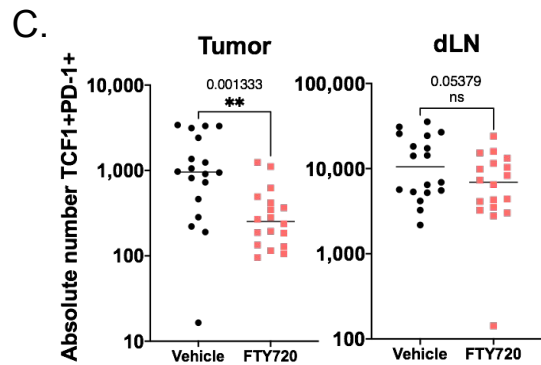 C.
Tumor
dLN
Absolute number TCF1+PD-1+
10,000
1,000
100
10
0.001333
**
Vehicle
FTY720
100,000
10,000
1,000
100
0.05379
ns
Vehicle
FTY720